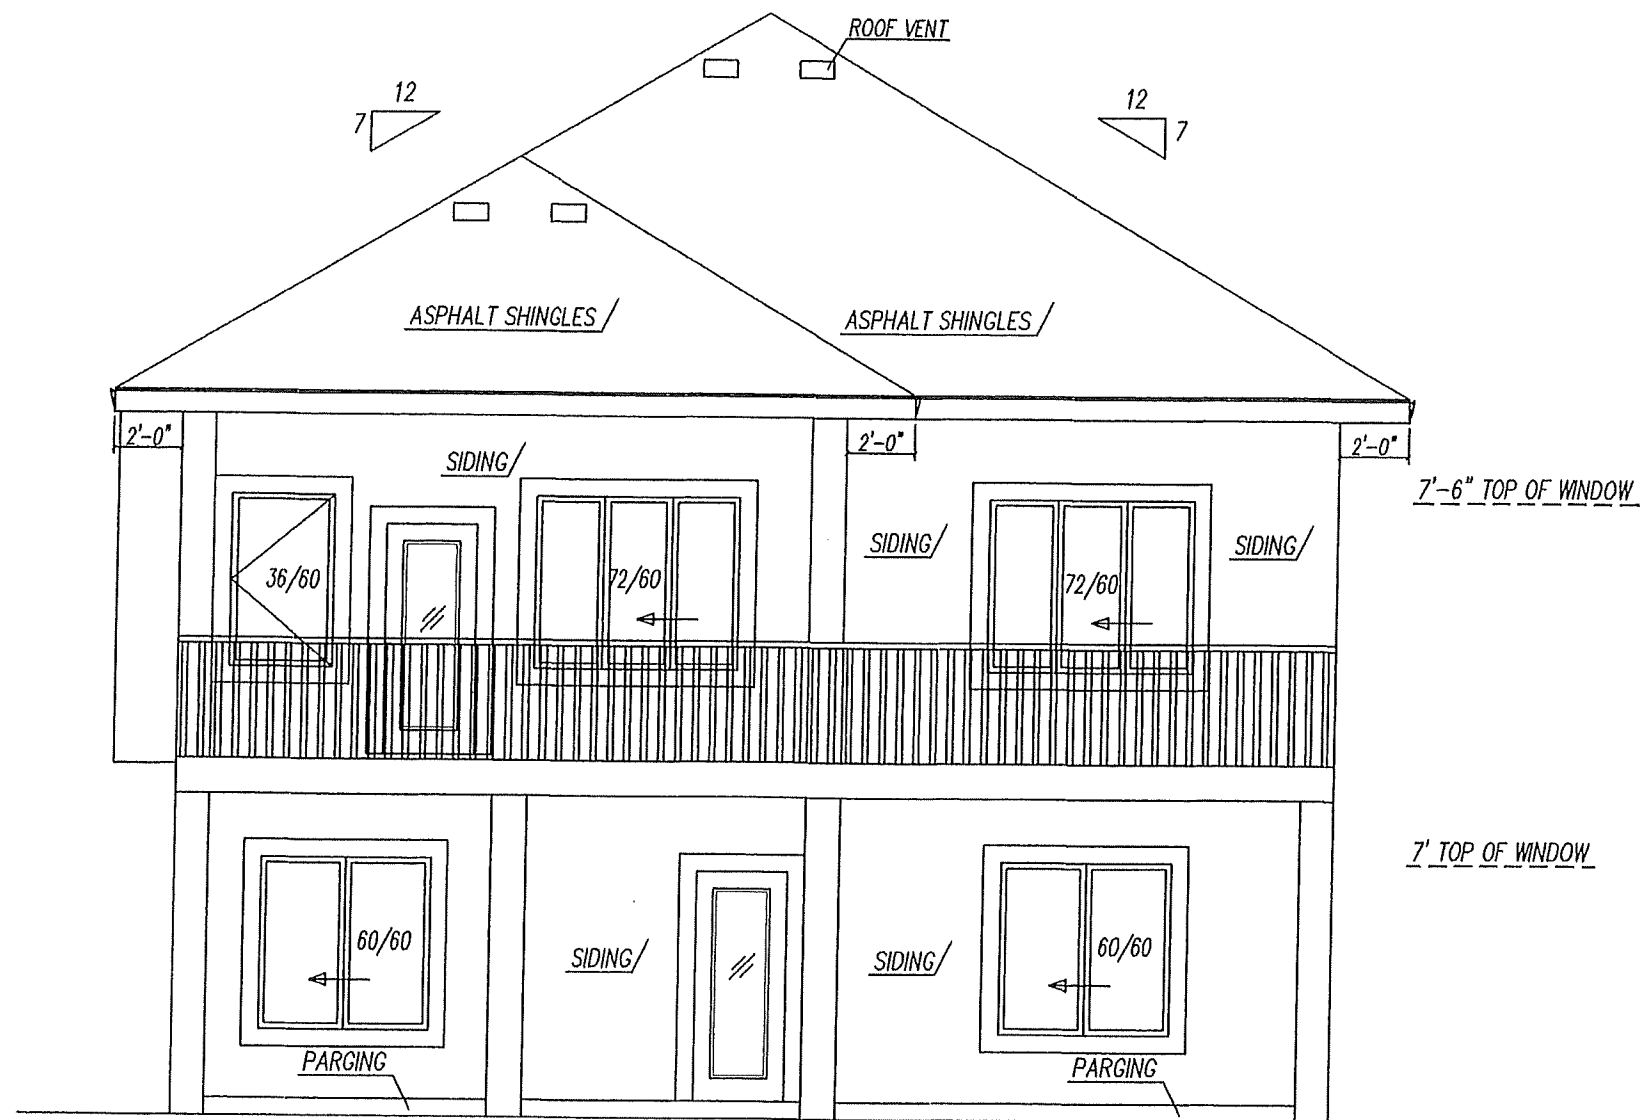 ROOF VENT
12
7
12
7
ASPHALT SHINGLES
ASPHALT SHINGLES
2'-0"
2'-0"
2'-0"
SIDING
7'-6" TOP OF WINDOW
SIDING
SIDING
36/60
72/60
72/60
7' TOP OF WINDOW
60/60
SIDING
SIDING
60/60
PARGING
PARGING